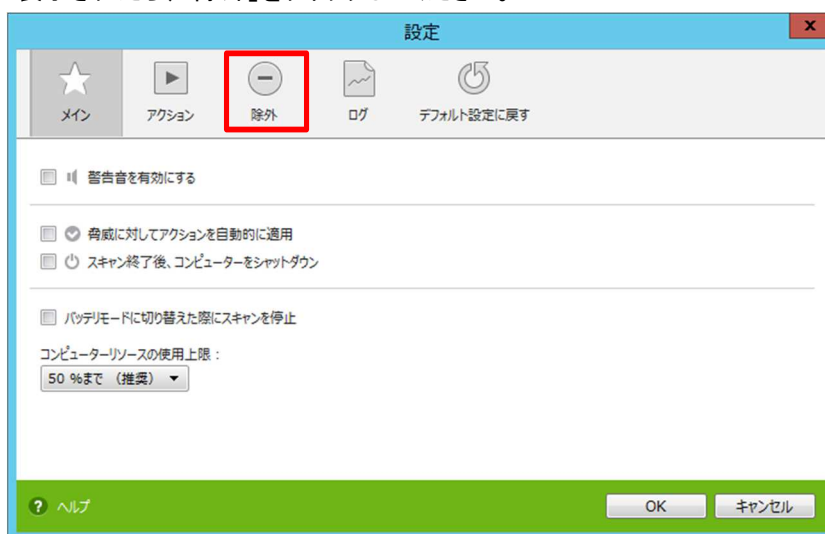 設定
x
メイン
アクション
除外
ログ
デフォルト設定に戻す
警告音を有効にする
脅威に対してアクションを自動的に適用
スキャン終了後、コンピューターをシャットダウン
バッテリモードに切り替えた際にスキャンを停止
コンピューターリソースの使用上限 :
50 %まで (推奨)
? ヘルプ
OK
キャンセル